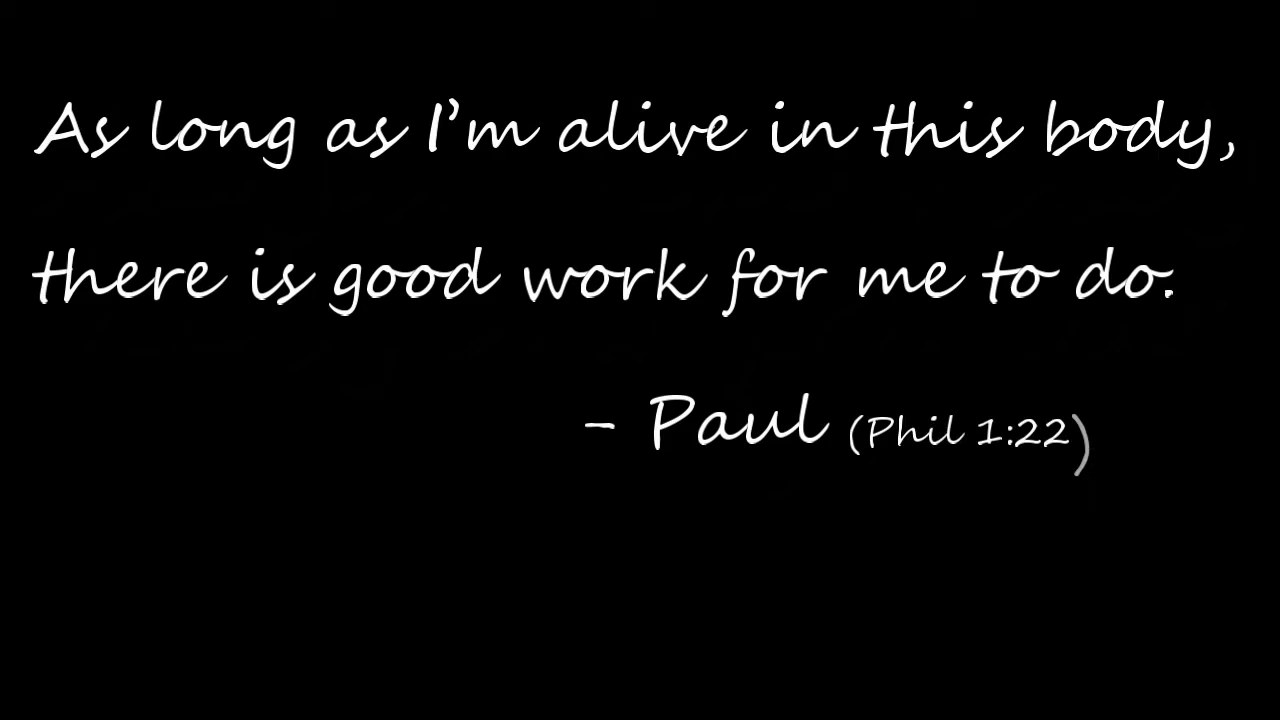 As long as I’m alive in this body,
there is good work for me to do.
- Paul (Phil 1:22)